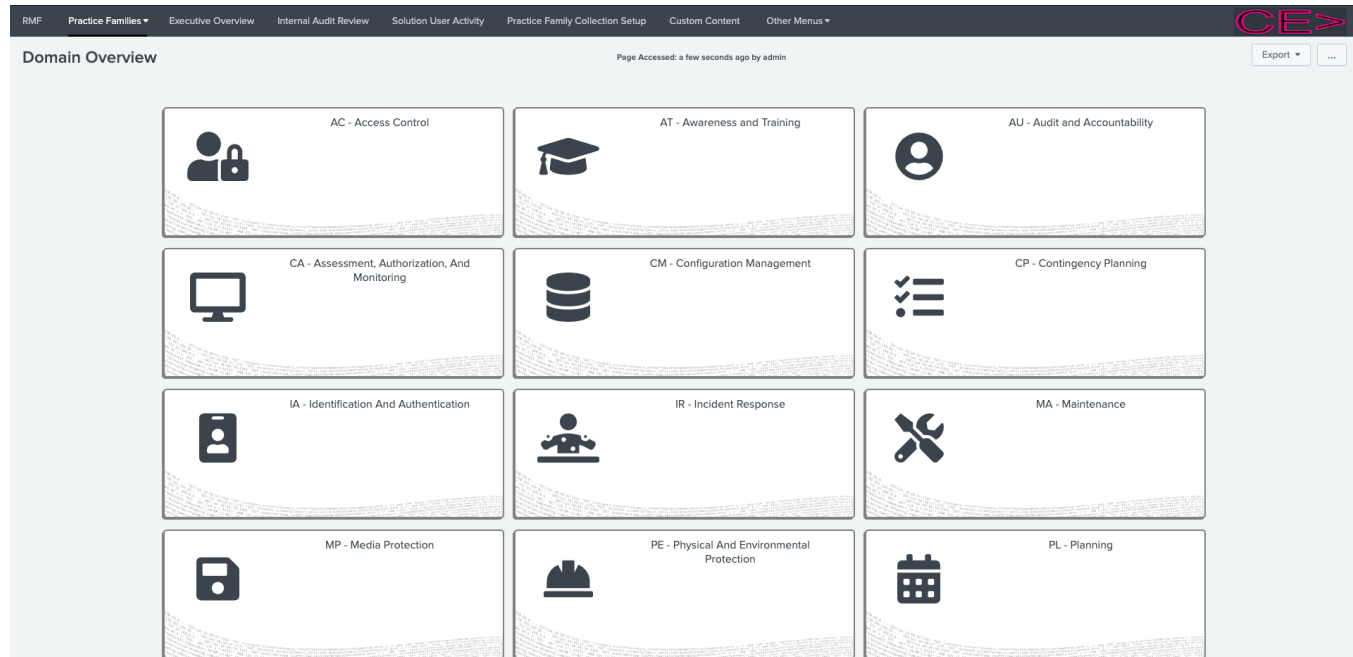 RMF Practice Families Executive Overview Internal Audit Review Solution User Activity Practice Family Collection Setup Custom Content Other Menus CE>
Domain Overview Page Accessed: a few seconds ago by admin Export ...
AC - Access Control
AT - Awareness and Training
AU - Audit and Accountability
CA - Assessment, Authorization, And
Monitoring
CM - Configuration Management
CP - Contingency Planning
IA - Identification And Authentication
IR - Incident Response
MA - Maintenance
MP - Media Protection
PE - Physical And Environmental
Protection
PL - Planning